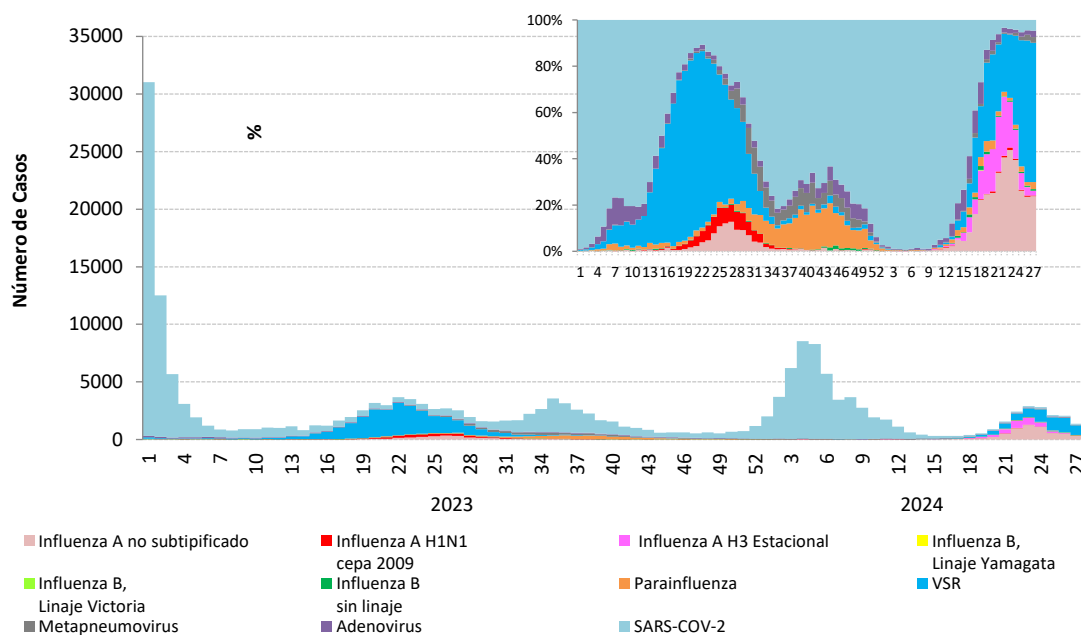 100%
80%
60%
40%
20%
0%
1 4 7 10 13 16 19 22 25 28 31 34 37 40 43 46 49 52 3 6 9 12 15 18 21 24 27
35000
30000
25000
20000
15000
10000
5000
0
Número de Casos
%
1 4 7 10 13 16 19 22 25 28 31 34 37 40 43 46 49 52 3 6 9 12 15 18 21 24 27
2023 2024
Influenza A no subtipificado
Influenza A H1N1
cepa 2009
Influenza A H3 Estacional
Influenza B,
Linaje Yamagata
Influenza B,
Linaje Victoria
Influenza B
sin linaje
Parainfluenza
VSR
Metapneumovirus
Adenovirus
SARS-COV-2